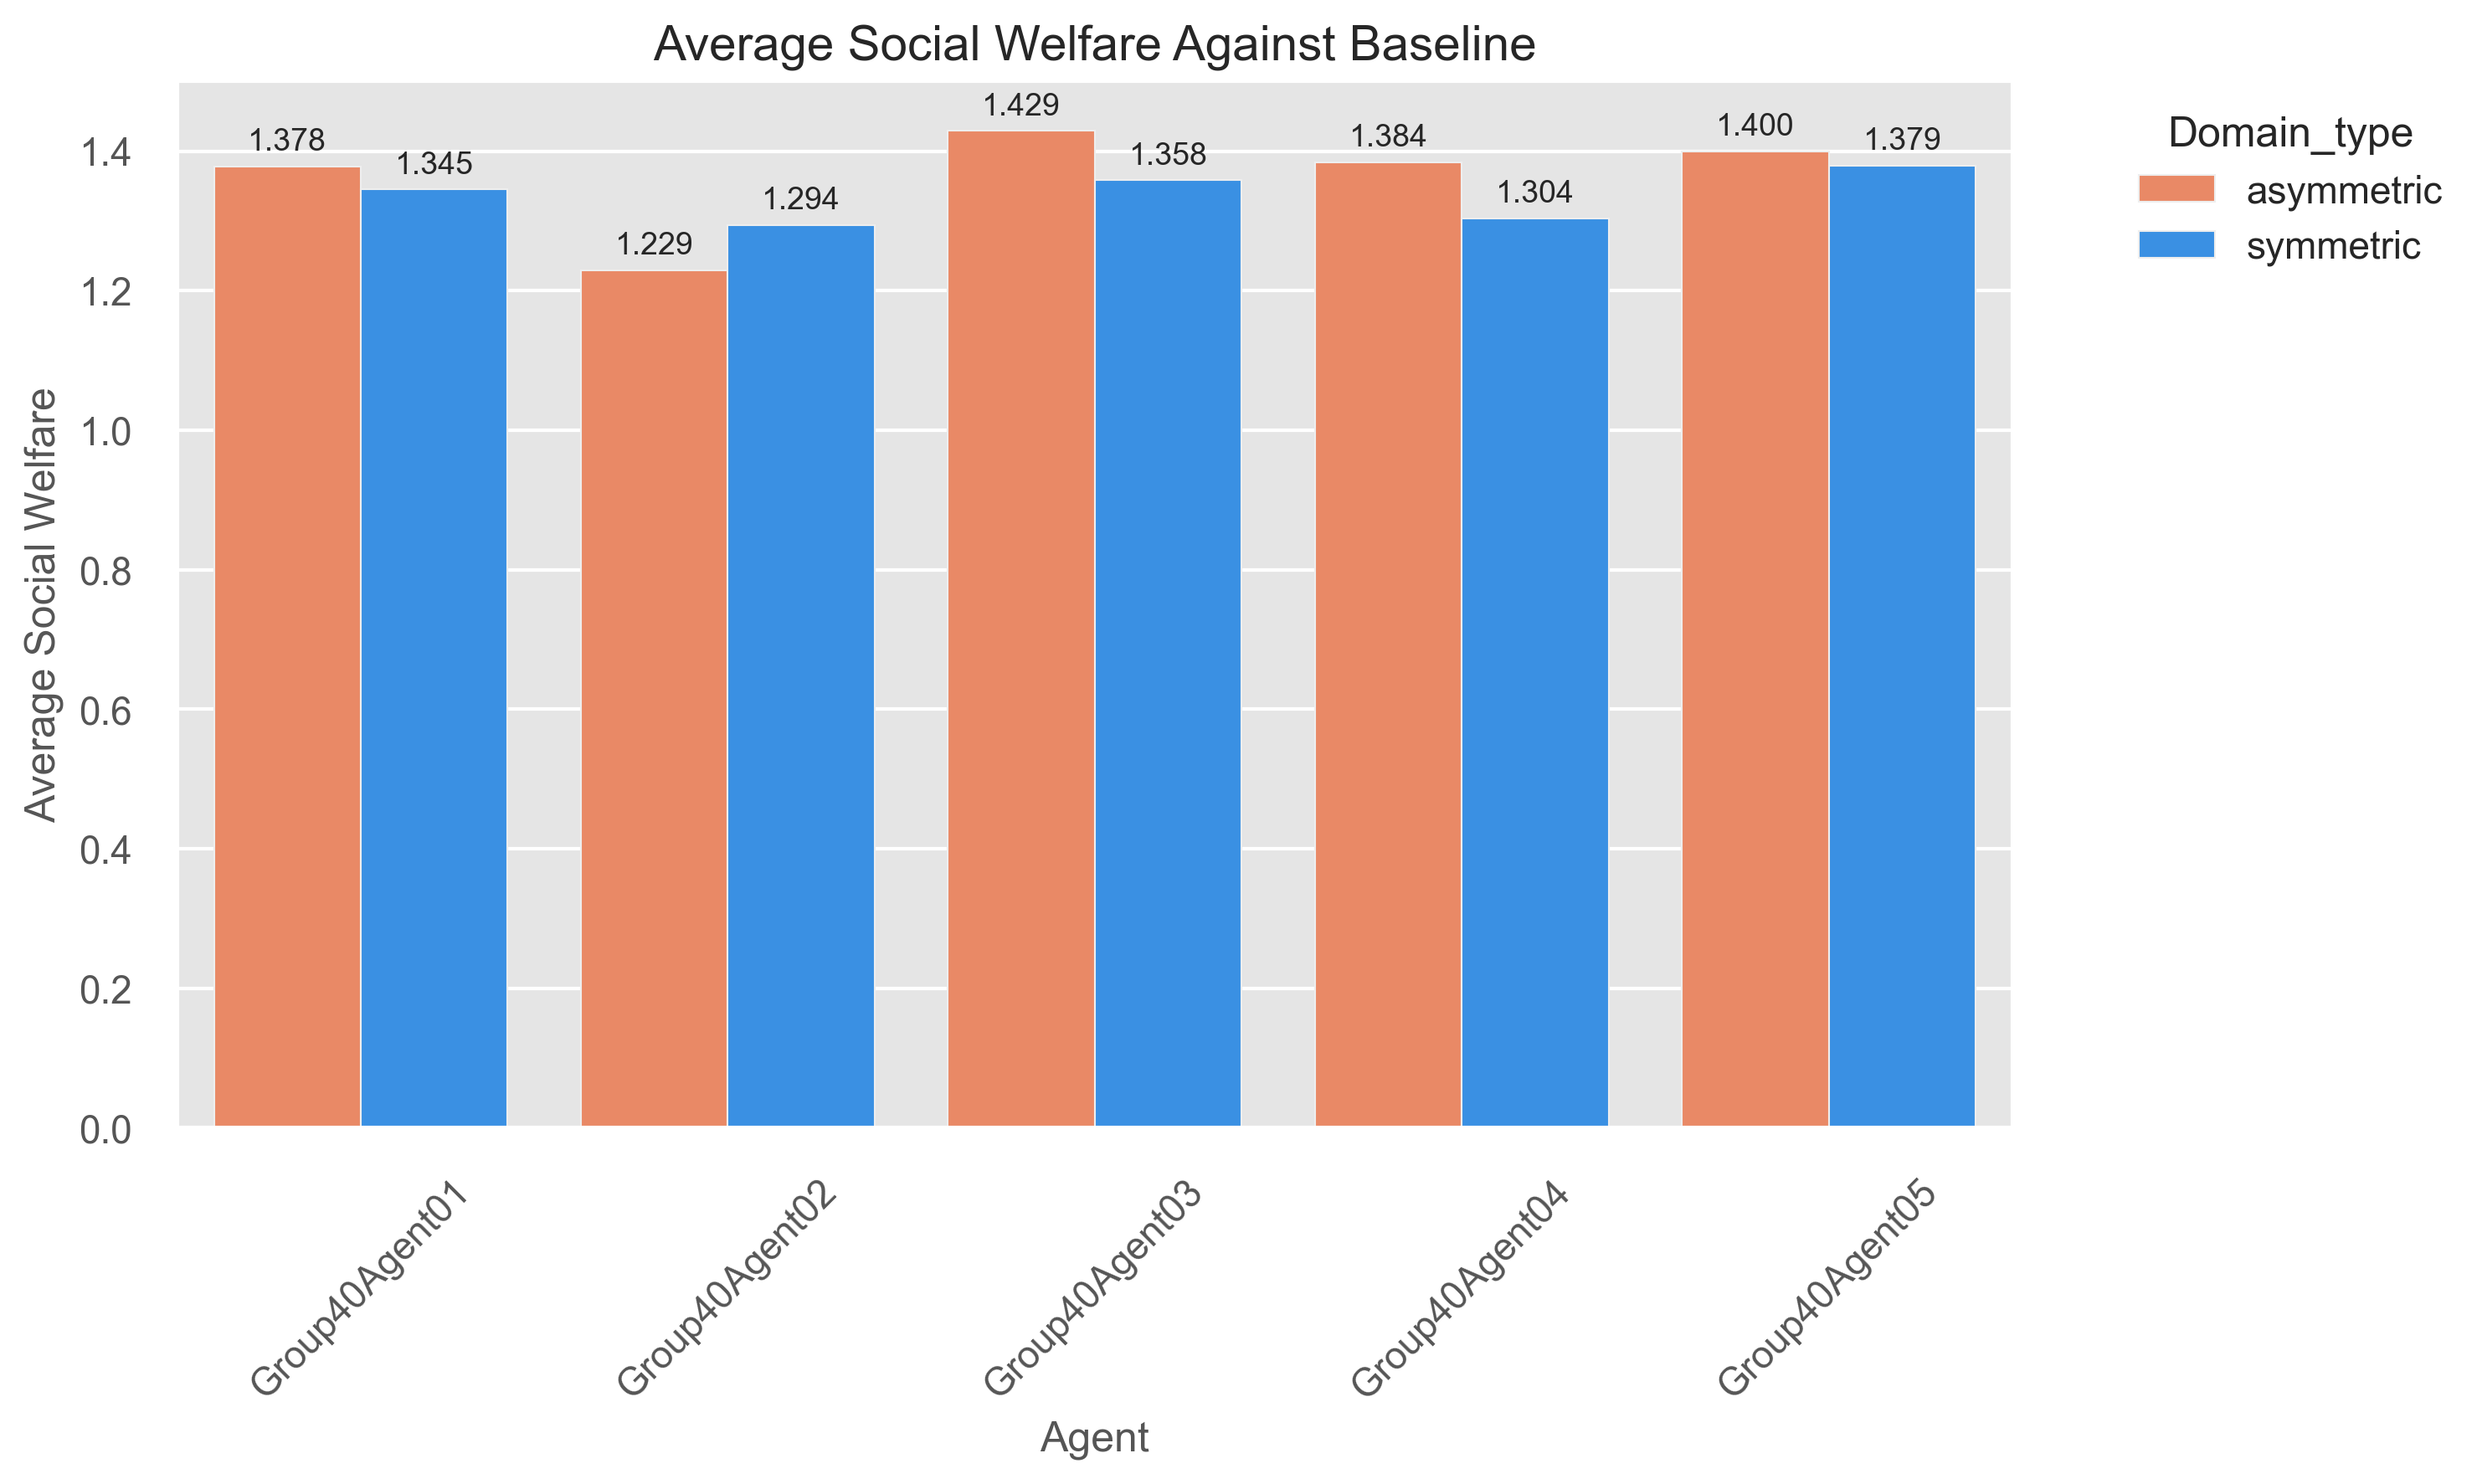 Average Social Welfare Against Baseline
Average Social Welfare
1.4
1.2
1.0
0.8
0.6
0.4
0.2
0.0
1.378
1.345
1.229
1.294
1.429
1.358
1.384
1.304
1.400
1.379
Domain_type
asymmetric
symmetric
Group40Agent01
Group40Agent02
Group40Agent03
Group40Agent04
Group40Agent05
Agent